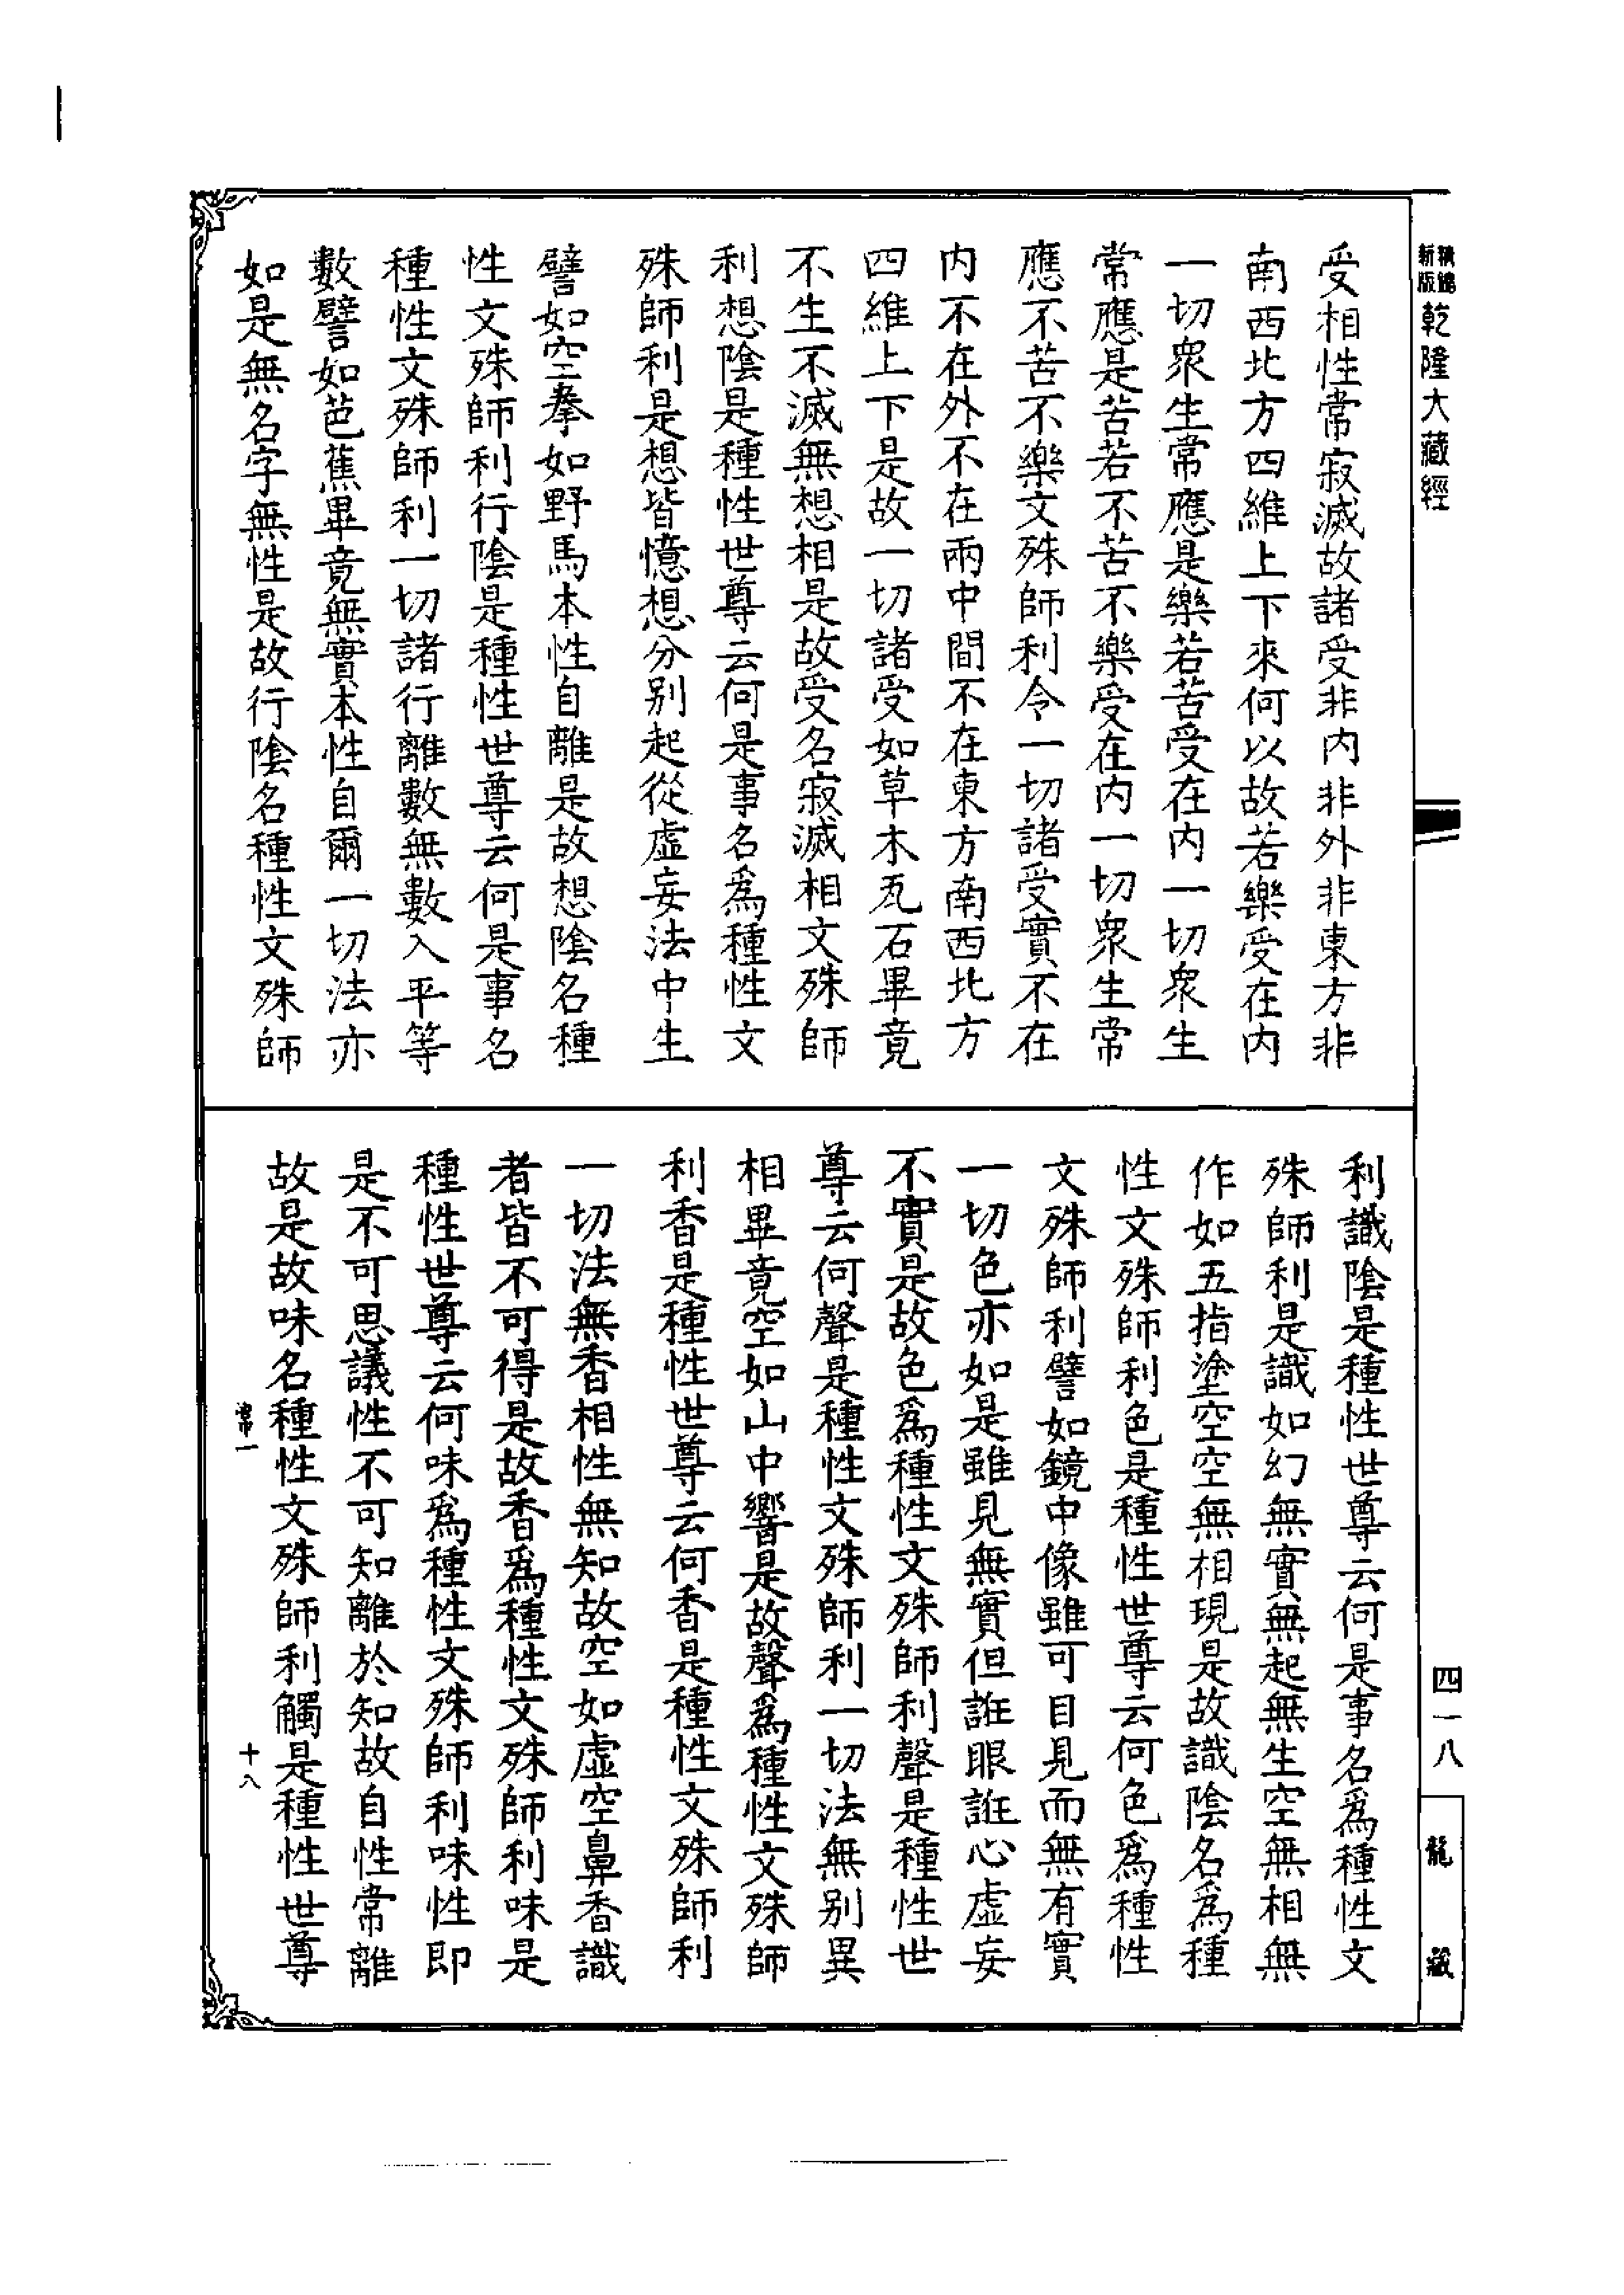 新版
精縮
乾隆大藏經
受相性常寂滅故諸受非內非外非東方非
南西北方四維上下來何以故若樂受在內
一切衆生常應是樂若苦受在內一切衆生
常應是苦若不苦不樂受在內一切衆生常
應不苦不樂文殊師利令一切諸受實不在
內不在外不在兩中間不在東方南西北方
四維上下是故一切諸受如草木瓦石畢竟
不生不滅無想相是故受名寂滅相文殊師
利想陰是種性世尊云何是事名爲種性文
殊師利是想皆憶想分別起從虛妄法中生
譬如空拳如野馬本性自離是故想陰名種
性文殊師利行陰是種性世尊云何是事名
種性文殊師利一切諸行離數無數入平等
數譬如芭蕉畢竟無實本性自爾一切法亦
如是無名字無性是故行陰名種性文殊師
利識陰是種性世尊云何是事名爲種性文
殊師利是識如幻無實無起無生空無相無
作如五指塗空空無相現是故識陰名爲種
性文殊師利色是種性世尊云何色爲種性
文殊師利譬如鏡中像雖可目見而無有實
一切色亦如是雖見無實但誑眼誑心虛妄
不實是故色爲種性文殊師利聲是種性世
尊云何聲是種性文殊師利一切法無別異
相畢竟空如山中響是故聲爲種性文殊師
利香是種性世尊云何香是種性文殊師利
一切法無香相性無知故空如虛空鼻香識
者皆不可得是故香爲種性文殊師利味是
種性世尊云何味爲種性文殊師利味性即
是不可思議性不可知離於知故自性常離
故是故味名種性文殊師利觸是種性世尊
常一
十八
四一八
龍藏